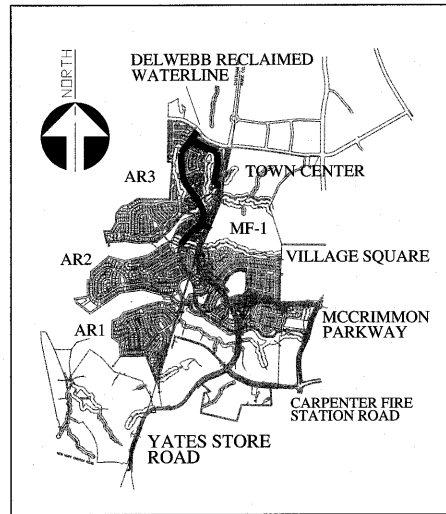 NORTH
DELWEBB RECLAIMED
WATERLINE
AR3
TOWN CENTER
MF-1
AR2
VILLAGE SQUARE
AR1
MCCRIMMON
PARKWAY
CARPENTER FIRE
STATION ROAD
YATES STORE
ROAD